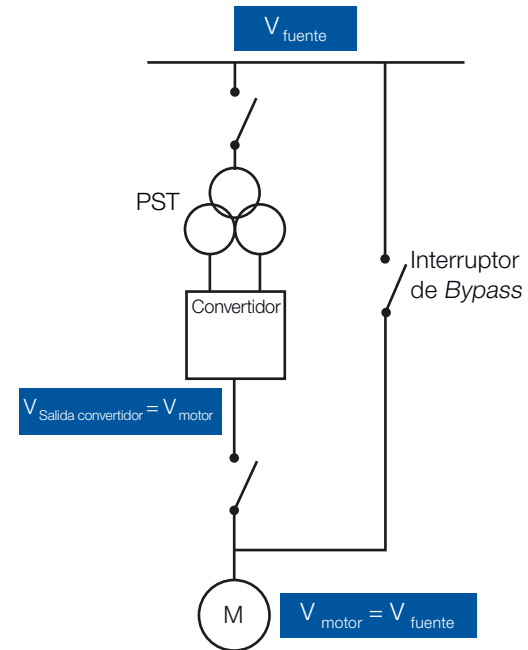 V fuente
PST
Interruptor
de Bypass
Convertidor
V Salida convertidor = V motor
M
V motor = V fuente